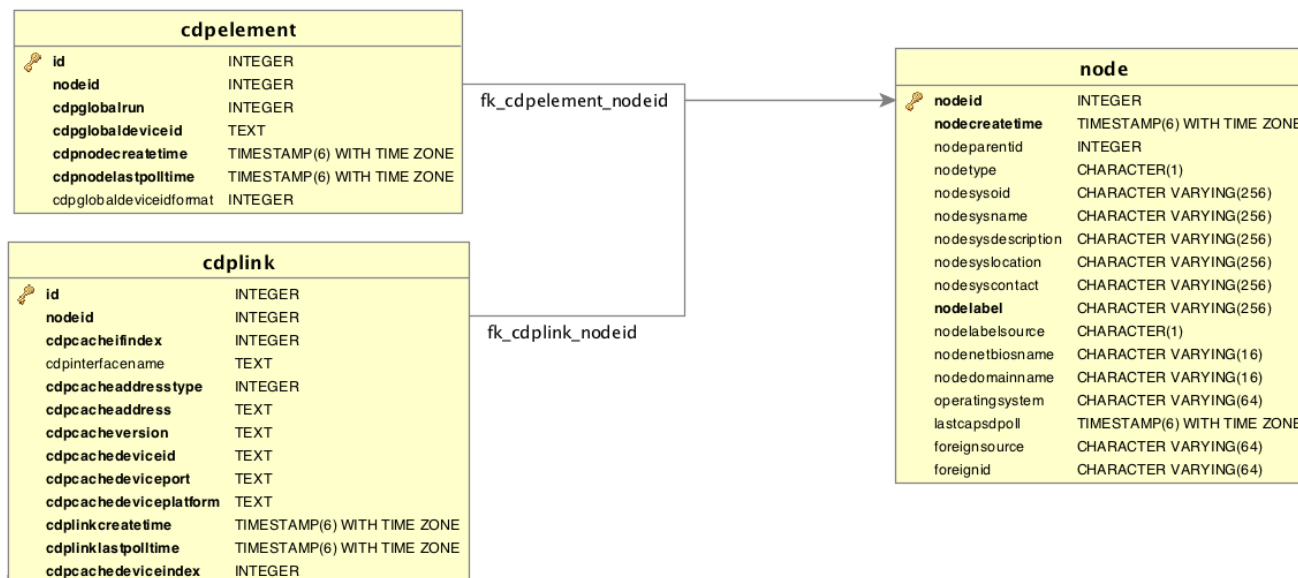 cdpelement
id INTEGER
nodeid INTEGER
cdpglobalrun INTEGER
cdpglobaldeviceid TEXT
cdpnodecreatetime TIMESTAMP(6) WITH TIME ZONE
cdpnodelastpolltime TIMESTAMP(6) WITH TIME ZONE
cdpglobaldeviceidformat INTEGER
fk_cdpelement_nodeid
cdplink
id INTEGER
nodeid INTEGER
cdpcacheifindex INTEGER
cdpinterfacename TEXT
cdpcacheaddresstype INTEGER
cdpcacheaddress TEXT
cdpcacheversion TEXT
cdpcachedeviceid TEXT
cdpcachedeviceport TEXT
cdpcachedeviceplatform TEXT
cdplinkcreatetime TIMESTAMP(6) WITH TIME ZONE
cdplinklastpolltime TIMESTAMP(6) WITH TIME ZONE
cdpcachedeviceindex INTEGER
fk_cdplink_nodeid
node
nodeid INTEGER
nodecreatetime TIMESTAMP(6) WITH TIME ZONE
nodeparentid INTEGER
nodetype CHARACTER(1)
nodesysoid CHARACTER VARYING(256)
nodesysname CHARACTER VARYING(256)
nodesysdescription CHARACTER VARYING(256)
nodesyslocation CHARACTER VARYING(256)
nodesyscontact CHARACTER VARYING(256)
nodelabel CHARACTER VARYING(256)
nodelabelsource CHARACTER(1)
nodenetbiosname CHARACTER VARYING(16)
nodedomainname CHARACTER VARYING(16)
operatingsystem CHARACTER VARYING(64)
lastcapsdpoll TIMESTAMP(6) WITH TIME ZONE
foreignsource CHARACTER VARYING(64)
foreignid CHARACTER VARYING(64)